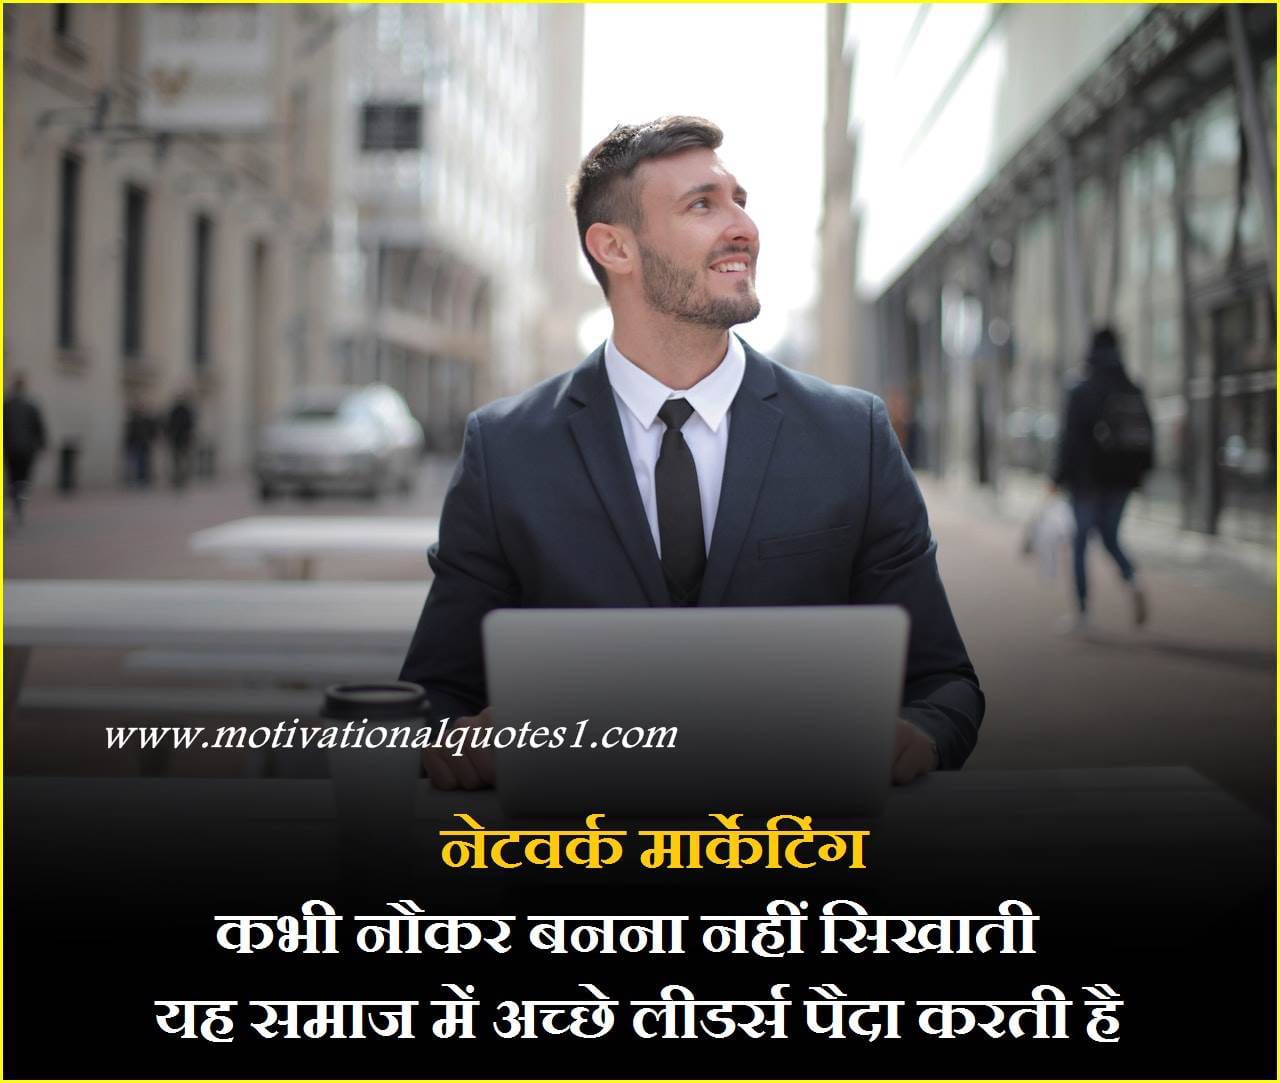 www.motivationalquotes1.com
नेटवर्क मार्केटिंग
कभी नौकर बनना नहीं सिखाती
यह समाज में अच्छे लीडर्स पैदा करती है